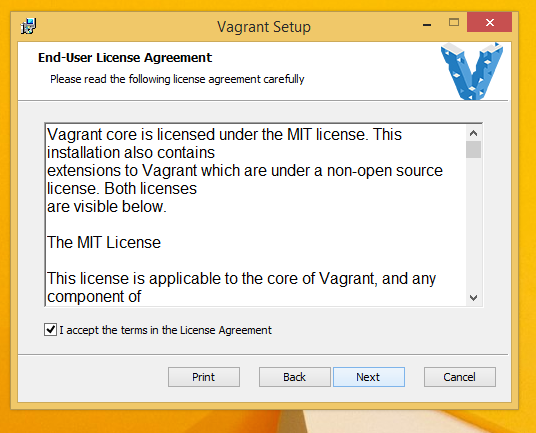 Vagrant Setup
End-User License Agreement
Please read the following license agreement carefully
Vagrant core is licensed under the MIT license. This
installation also contains
extensions to Vagrant which are under a non-open source
license. Both licenses
are visible below.
The MIT License
This license is applicable to the core of Vagrant, and any
component of
I accept the terms in the License Agreement
Print
Back
Next
Cancel